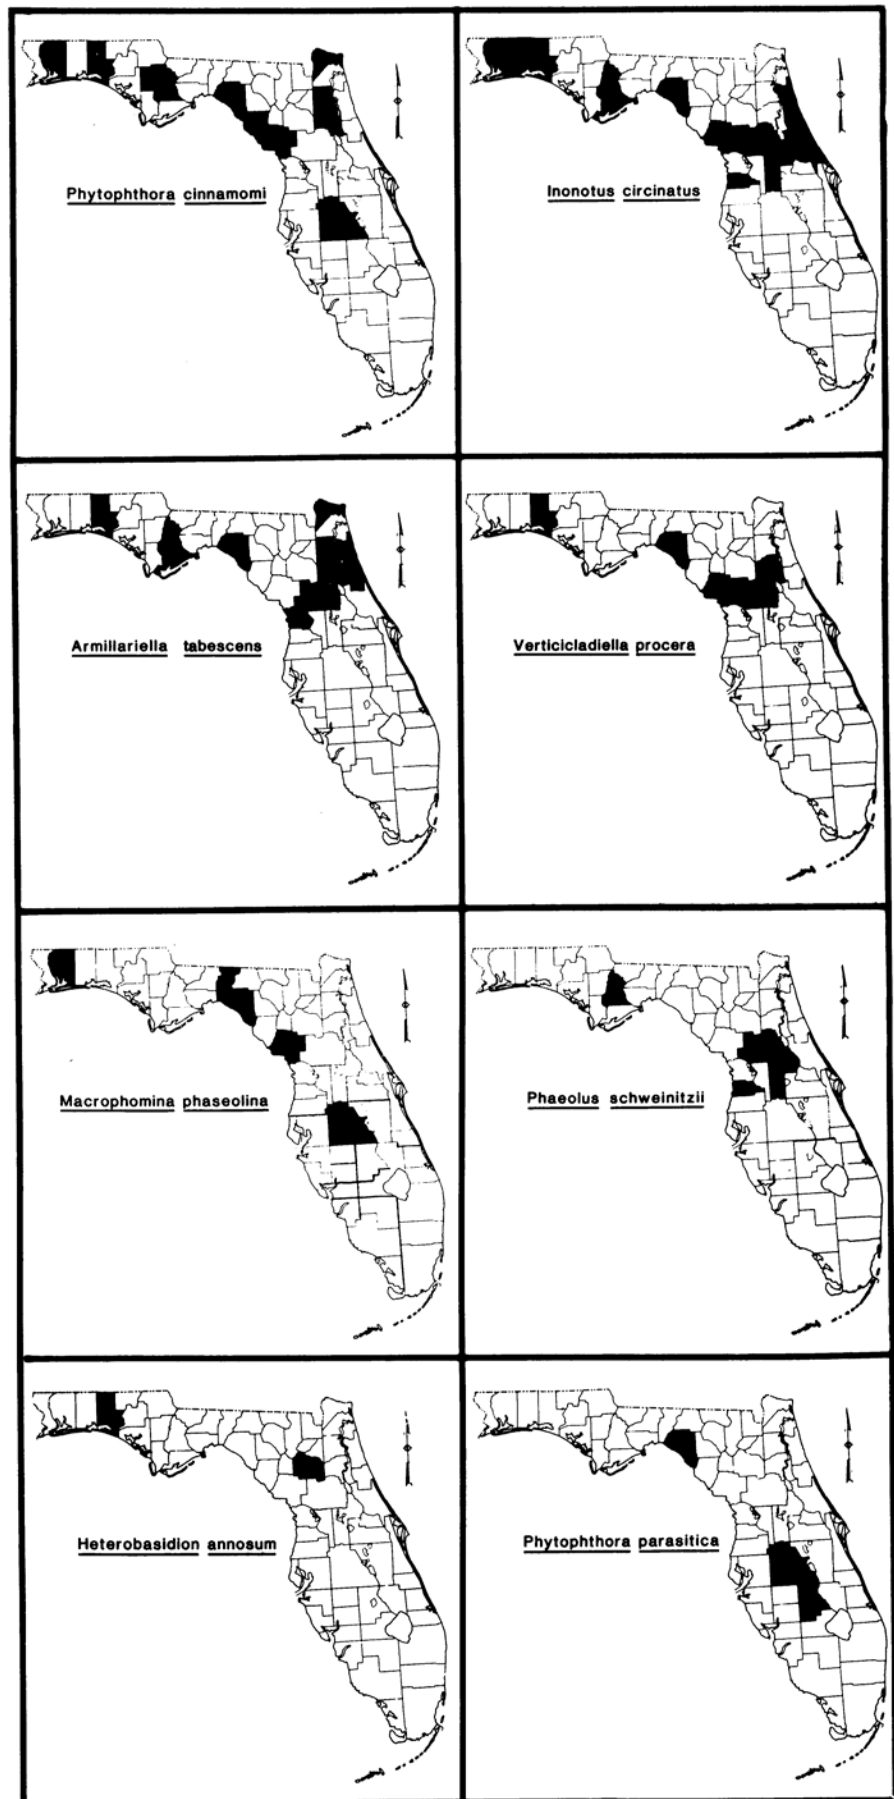 Phytophthora cinnamomi
Inonotus circinatus
Armillariella tabescens
Verticicladiella procera
Macrophomina phaseolina
Phaeolus schweinitzii
Heterobasidion annosum
Phytophthora parasitica